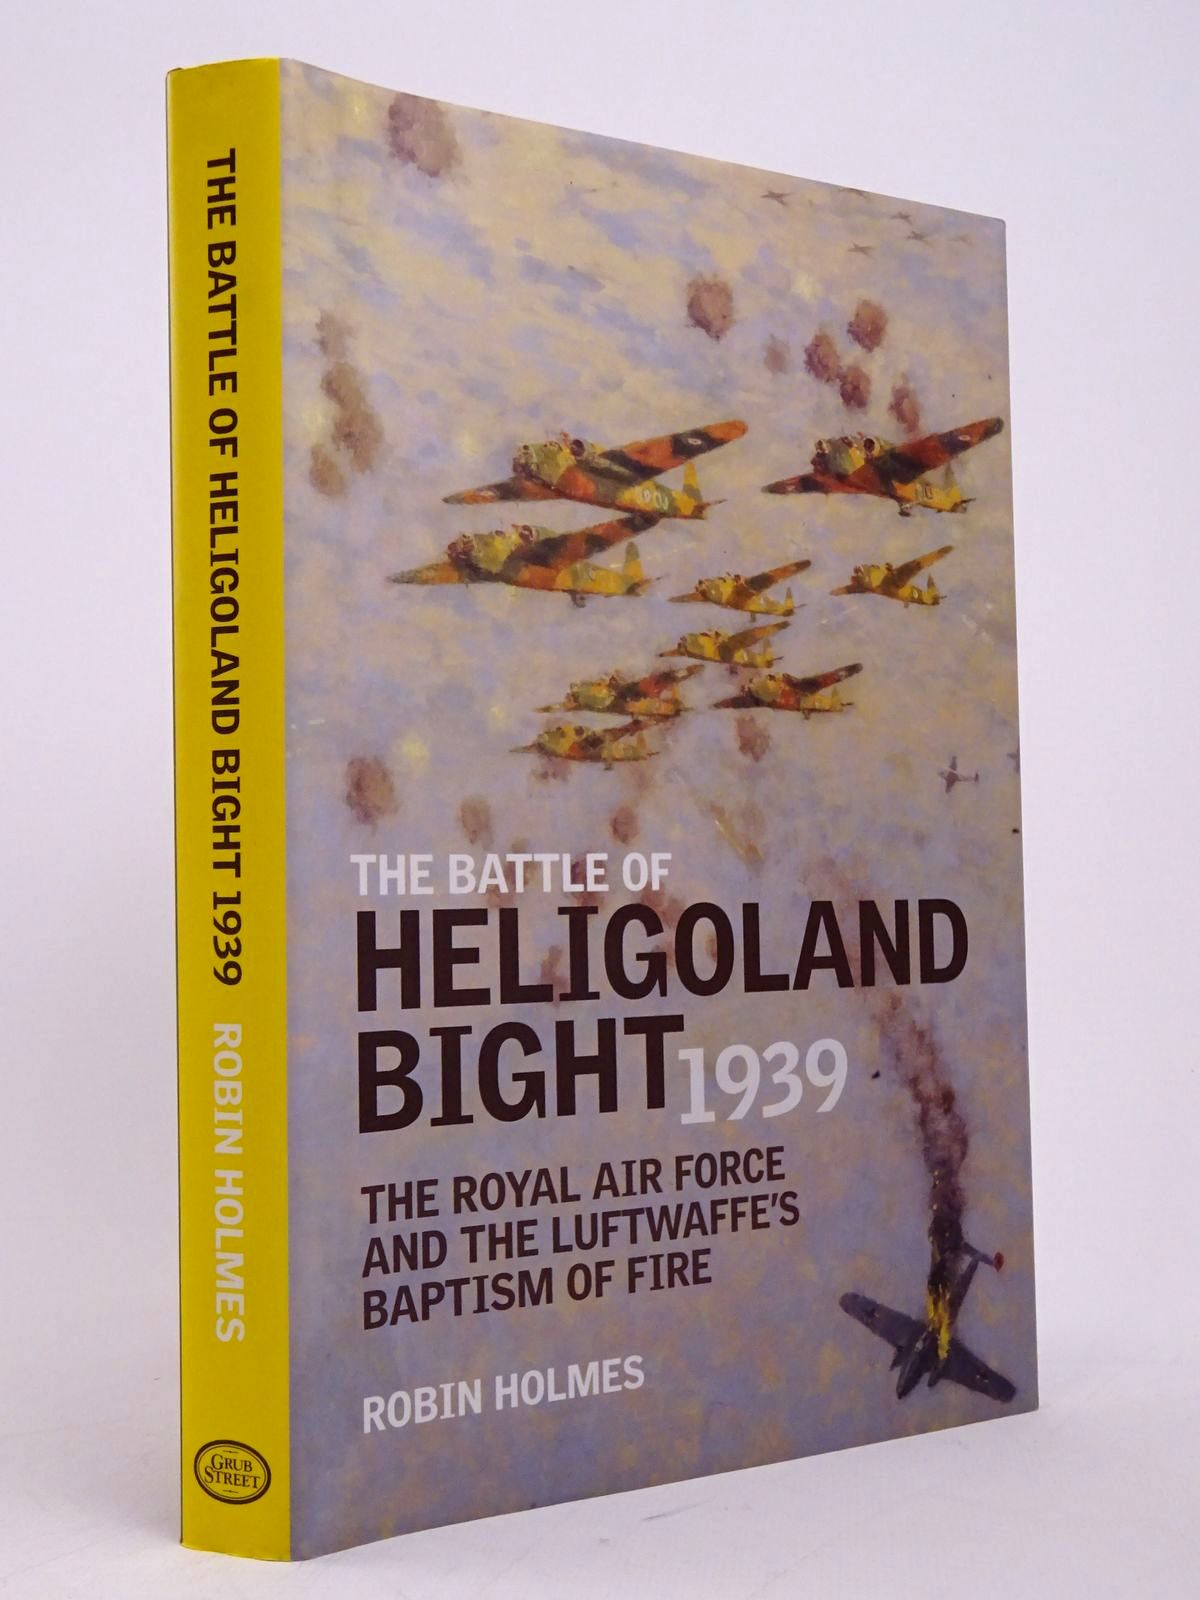 THE BATTLE OF HELIGOLAND BIGHT 1939 ROBIN HOLMES
GRUB
STREET
THE BATTLE OF
HELIGOLAND
BIGHT 1939
THE ROYAL AIR FORCE
AND THE LUFTWAFFE'S
BAPTISM OF FIRE
ROBIN HOLMES